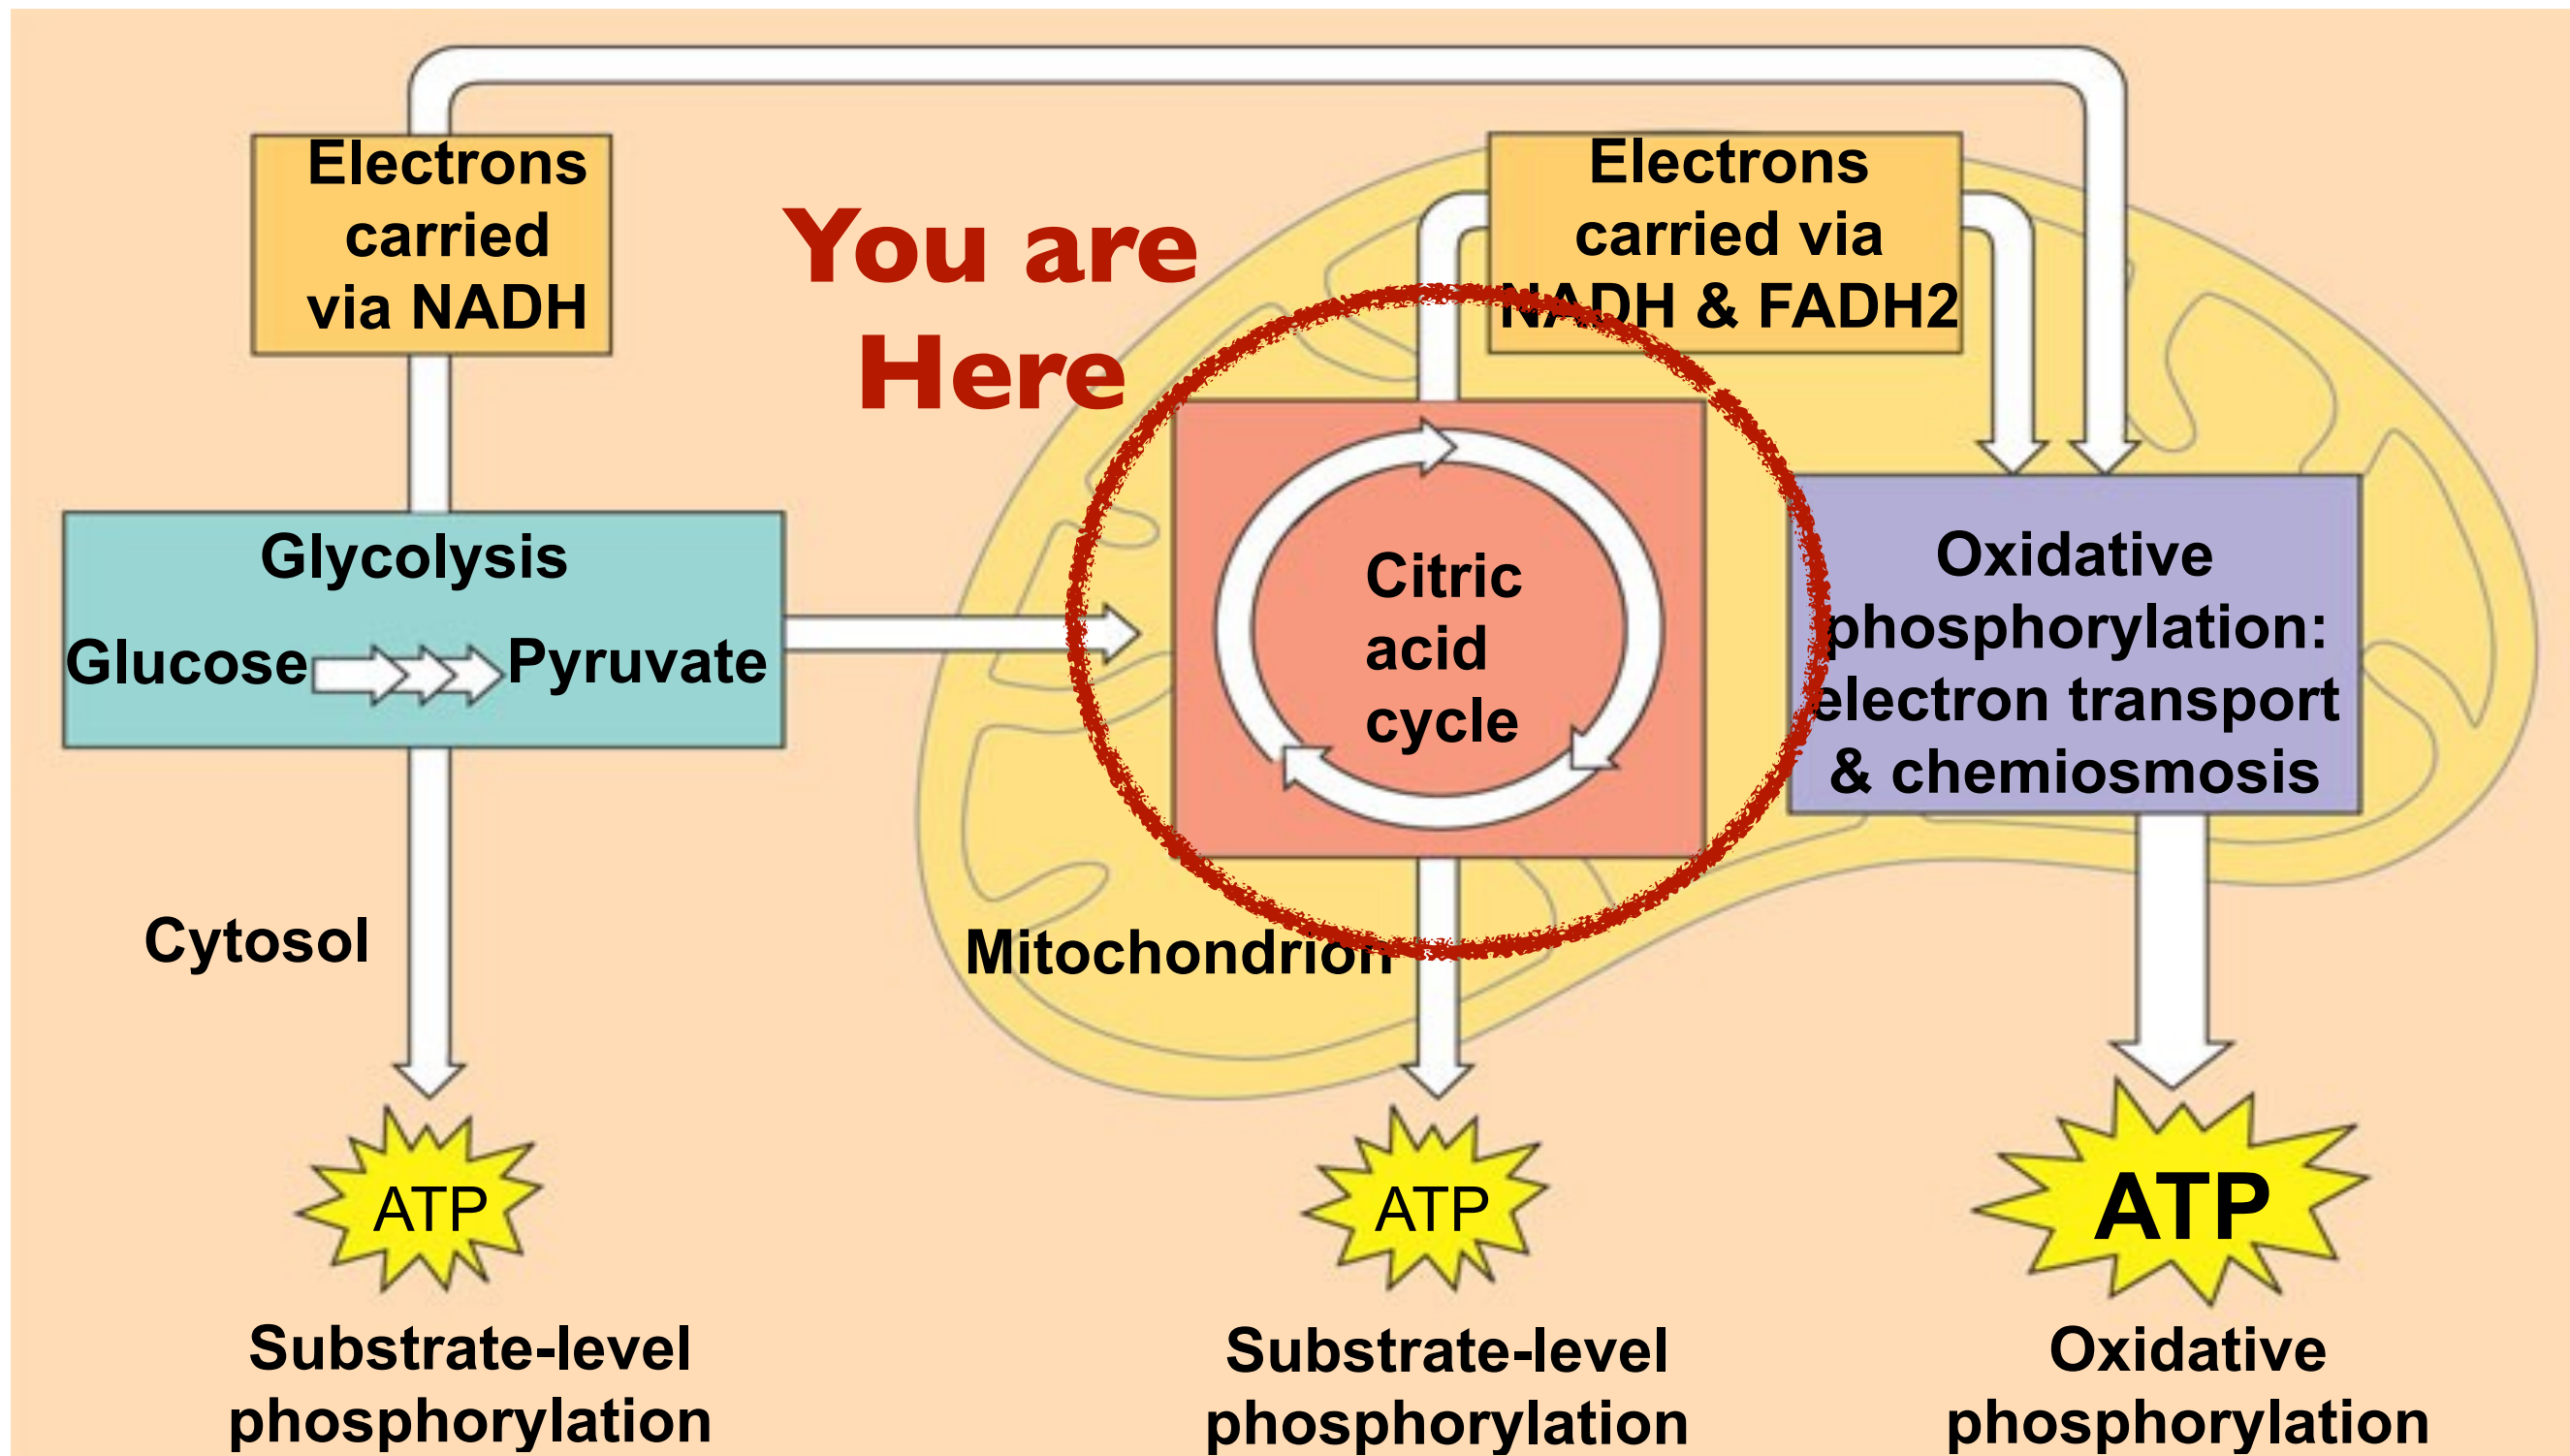 Electrons
carried
via NADH
You are
Here
Electrons
carried via
NADH & FADH2
Glycolysis
Glucose Pyruvate
Citric
acid
cycle
Oxidative
phosphorylation:
electron transport
& chemiosmosis
Cytosol
Mitochondrion
ATP
ATP
ATP
Substrate-level
phosphorylation
Substrate-level
phosphorylation
Oxidative
phosphorylation